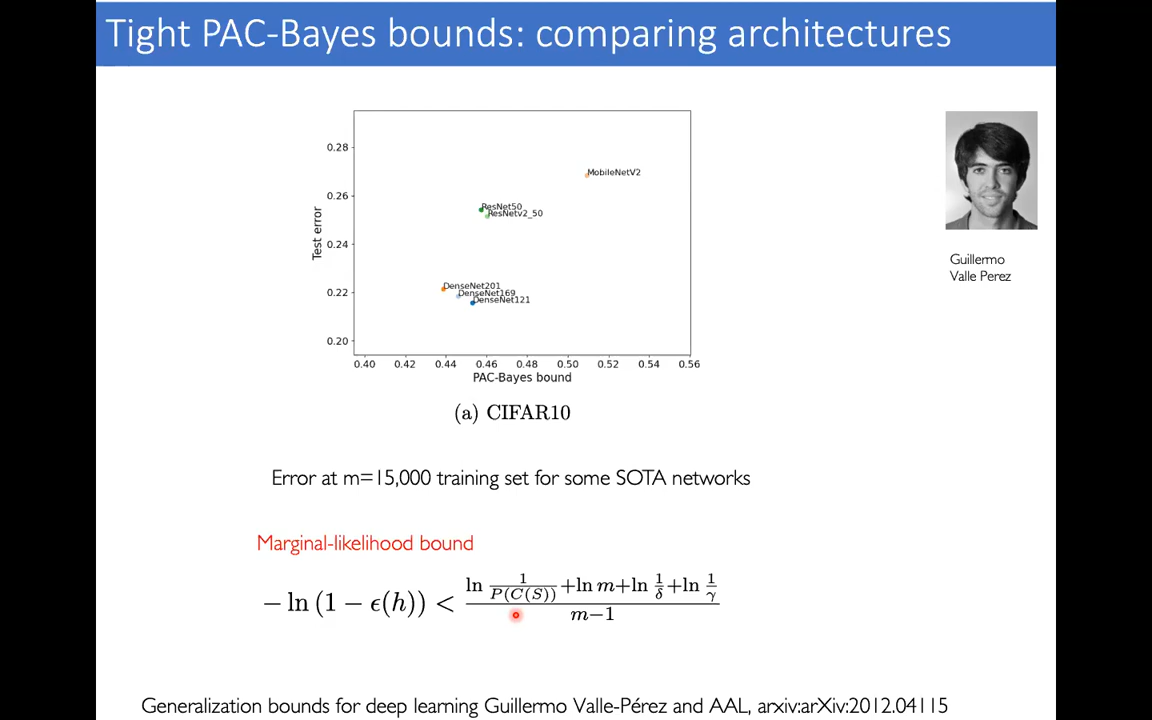 Tight PAC-Bayes bounds: comparing architectures
0.28
0.26
0.24
0.22
0.20
Test error
MobileNetV2
ResNet50
ResNetv2_50
DenseNet201
DenseNet169
DenseNet121
0.40 0.42 0.44 0.46 0.48 0.50 0.52 0.54 0.56
PAC-Bayes bound
(a) CIFAR10
Guillermo
Valle Perez
Error at m=15,000 training set for some SOTA networks
Marginal-likelihood bound
− ln (1 − ϵ(h)) < \frac{ln \frac{1}{P(C(S))} + ln m + ln \frac{1}{δ} + ln \frac{1}{γ}}{m−1}
Generalization bounds for deep learning Guillermo Valle-Pérez and AAL, arxiv:arXiv:2012.04115